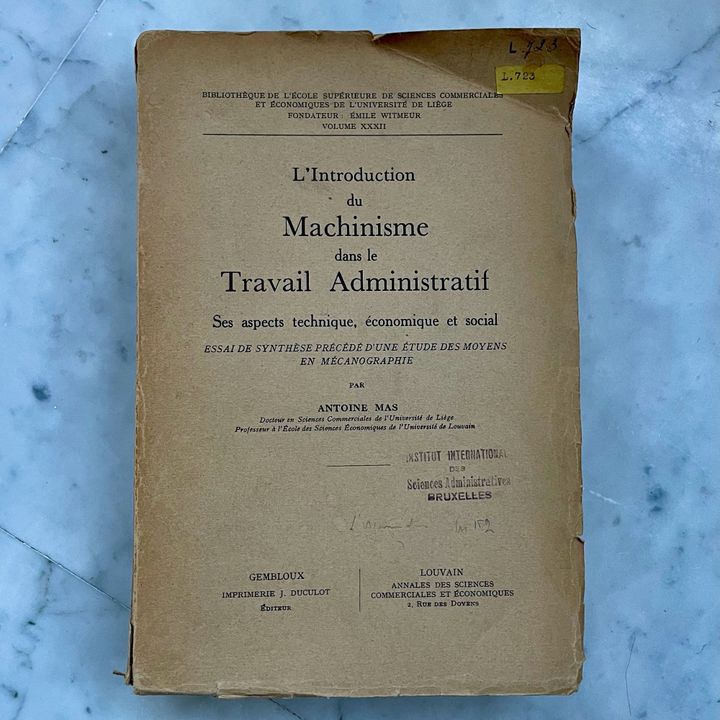 L.723
L.723
BIBLIOTHÈQUE DE L'ÉCOLE SUPÉRIEURE DE SCIENCES COMMERCIALES
ET ÉCONOMIQUES DE L'UNIVERSITÉ DE LIÈGE
FONDATEUR : ÉMILE WITMEUR
VOLUME XXXII
L'Introduction
du
Machinisme
dans le
Travail Administratif
Ses aspects technique, économique et social
ESSAI DE SYNTHÈSE PRÉCÉDÉ D'UNE ÉTUDE DES MOYENS
EN MÉCANOGRAPHIE
PAR
ANTOINE MAS
Docteur en Sciences Commerciales de l'Université de Liége
Professeur à l'École des Sciences Économiques de l'Université de Louvain
INSTITUT INTERNATIONAL
DES
Sciences Administratives
BRUXELLES
GEMBLOUX
IMPRIMERIE J. DUCULOT
ÉDITEUR
LOUVAIN
ANNALES DES SCIENCES
COMMERCIALES ET ÉCONOMIQUES
2, RUE DES DOYENS